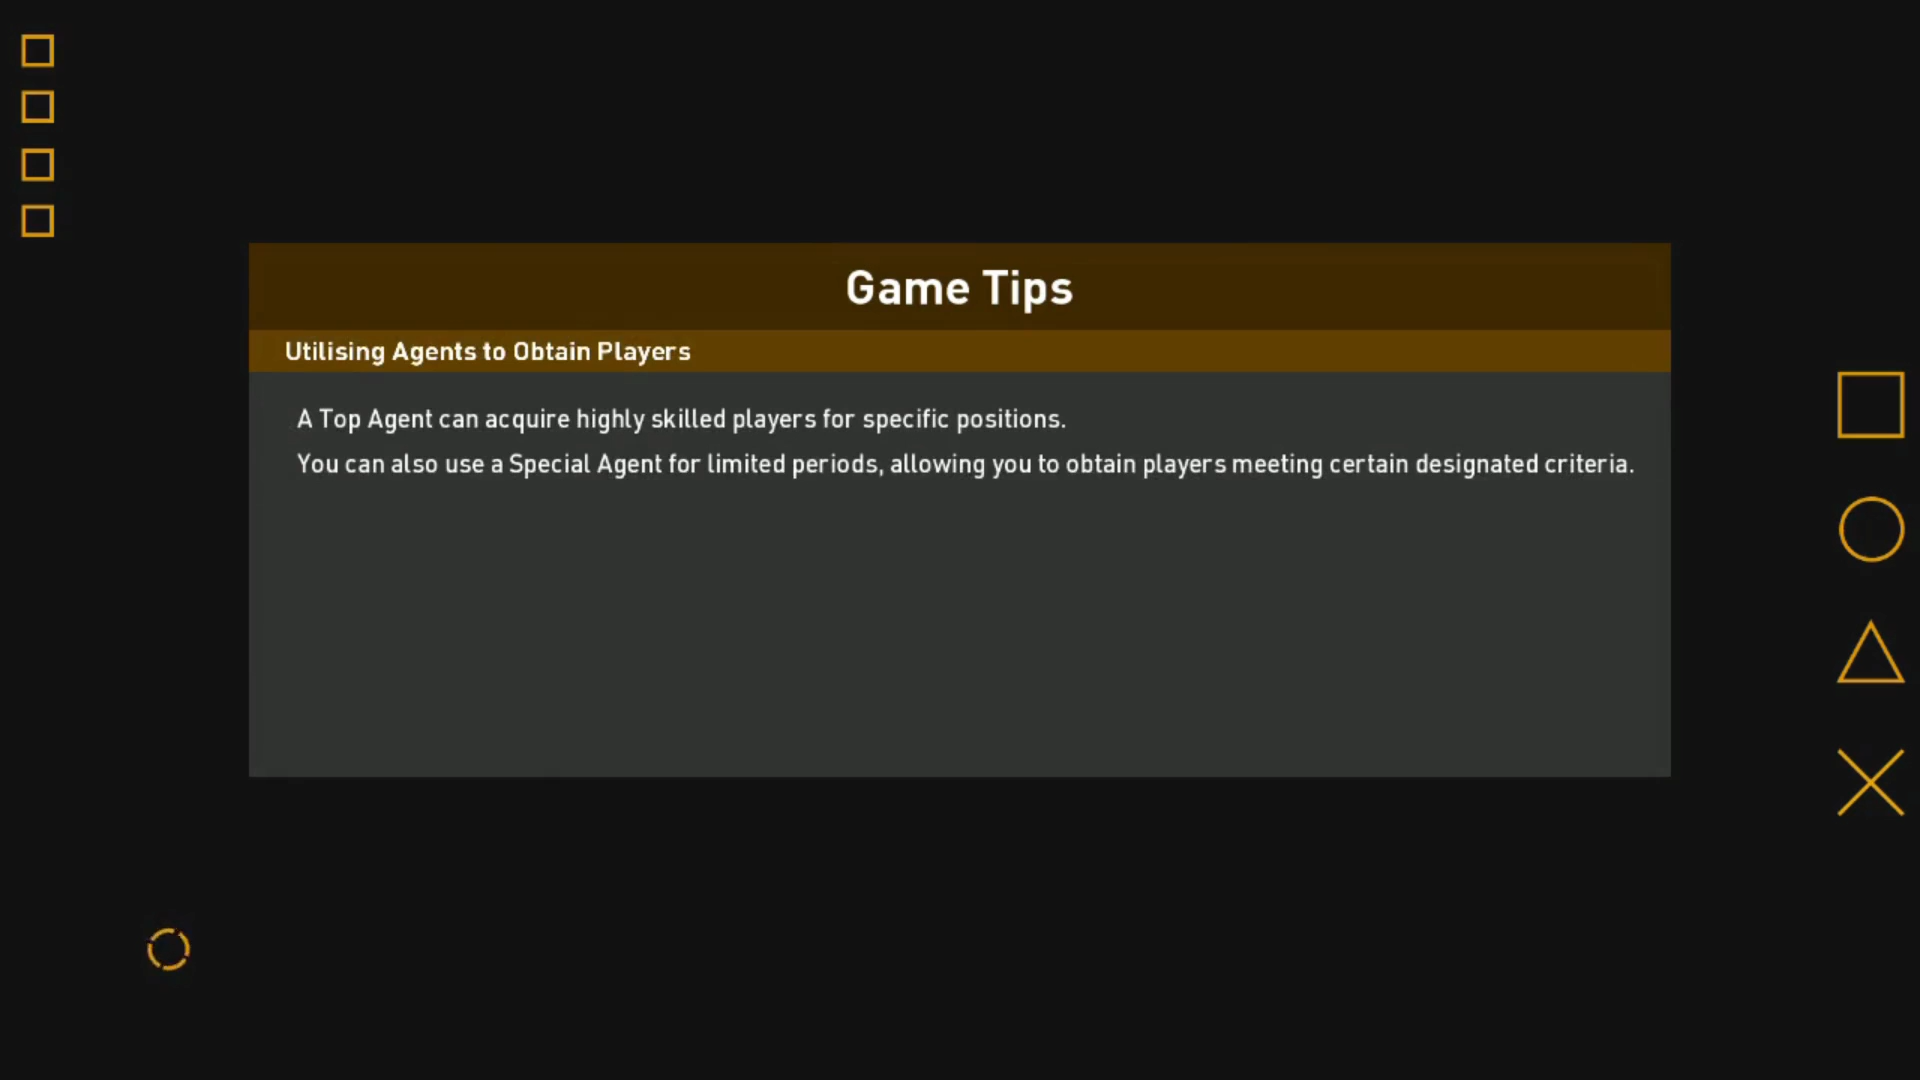 Game Tips
Utilising Agents to Obtain Players
A Top Agent can acquire highly skilled players for specific positions.
You can also use a Special Agent for limited periods, allowing you to obtain players meeting certain designated criteria.